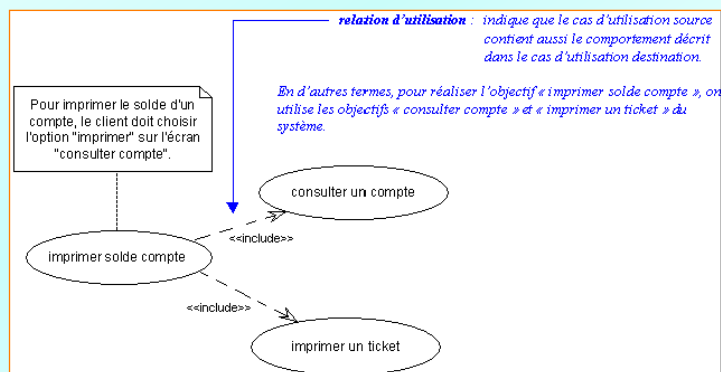 relation d'utilisation : indique que le cas d'utilisation source
contient aussi le comportement décrit
dans le cas d'utilisation destination.
En d'autres termes, pour réaliser l'objectif « imprimer solde compte », on
utilise les objectifs « consulter compte » et « imprimer un ticket » du
système.
Pour imprimer le solde d'un
compte, le client doit choisir
l'option "imprimer" sur l'écran
"consulter compte".
consulter un compte
<<include>>
imprimer solde compte
<<include>>
imprimer un ticket